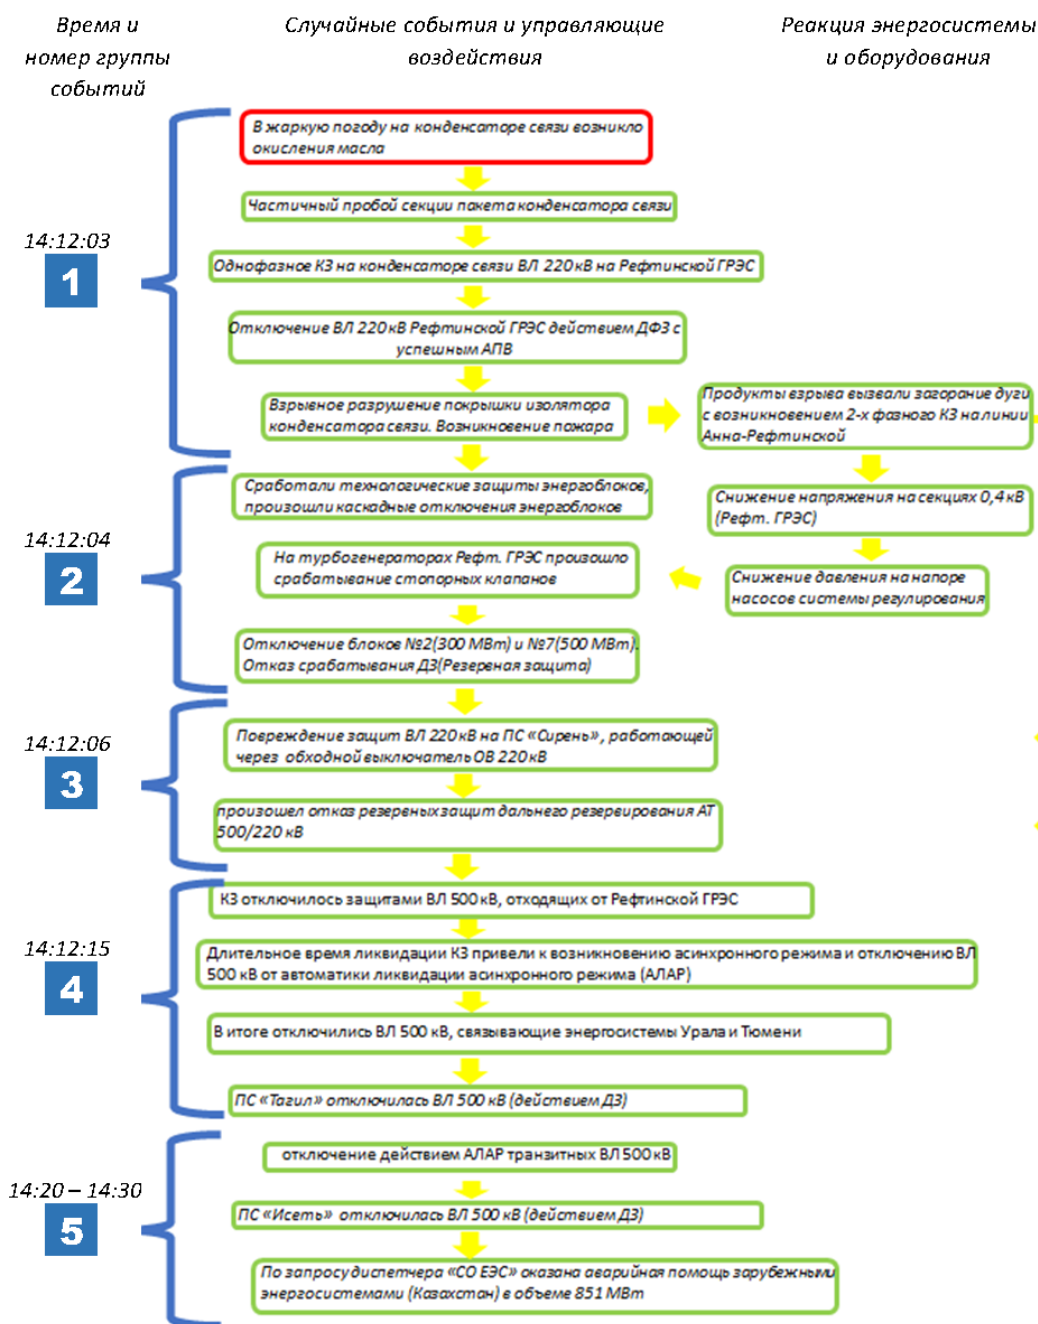 Время и
номер группы
событий
Случайные события и управляющие
воздействия
Реакция энергосистемы
и оборудования
14:12:03
1
В жаркую погоду на конденсаторе связи возникло
окисления масла
Частичный пробой секции пакета конденсатора связи
Однофазное КЗ на конденсаторе связи ВЛ 220 кВ на Рефтинской ГРЭС
Отключение ВЛ 220 кВ Рефтинской ГРЭС действием ДФЗ с
успешным АПВ
Взрывное разрушение покрышки изолятора
конденсатора связи. Возникновение пожара
Продукты взрыва вызвали загорание дуги
с возникновением 2-х фазного КЗ на линии
Анна-Рефтинской
14:12:04
2
Сработали технологические защиты энергоблоков,
произошли каскадные отключения энергоблоков
Снижение напряжения на секциях 0,4 кВ
(Рефт. ГРЭС)
На турбогенераторах Рефт. ГРЭС произошло
срабатывание стопорных клапанов
Снижение давления на напоре
насосов системы регулирования
Отключение блоков №2(300 МВт) и №7(500 МВт).
Отказ срабатывания ДЗ(Резервная защита)
14:12:06
3
Повреждение защит ВЛ 220 кВ на ПС «Сирень», работающей
через обходной выключатель ОВ 220 кВ
произошел отказ резервных защит дальнего резервирования АТ
500/220 кВ
14:12:15
4
КЗ отключилось защитами ВЛ 500 кВ, отходящих от Рефтинской ГРЭС
Длительное время ликвидации КЗ привели к возникновению асинхронного режима и отключению ВЛ
500 кВ от автоматики ликвидации асинхронного режима (АЛАР)
В итоге отключились ВЛ 500 кВ, связывающие энергосистемы Урала и Тюмени
ПС «Тагил» отключилась ВЛ 500 кВ (действием ДЗ)
14:20 – 14:30
5
отключение действием АЛАР транзитных ВЛ 500 кВ
ПС «Исеть» отключилась ВЛ 500 кВ (действием ДЗ)
По запросу диспетчера «СО ЕЭС» оказана аварийная помощь зарубежными
энергосистемами (Казахстан) в объеме 851 МВт